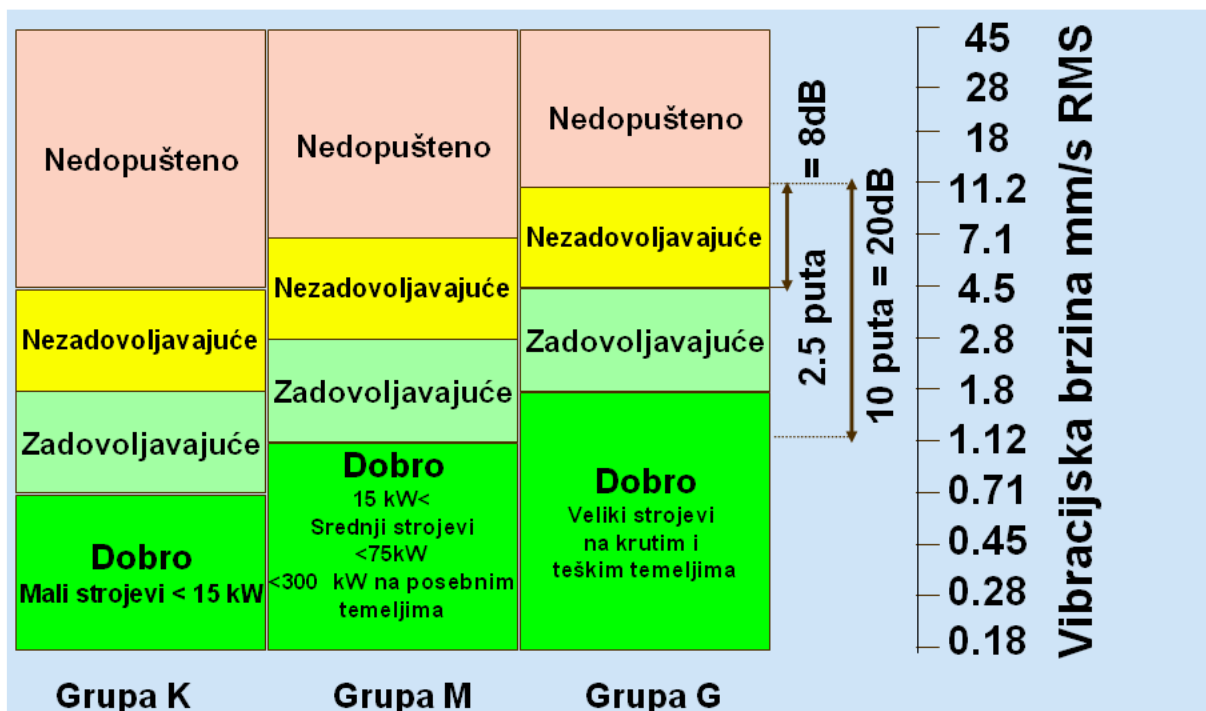 Nedopušteno
Nezadovoljavajuće
Zadovoljavajuće
Dobro
Mali strojevi < 15 kW
Grupa K
Nedopušteno
Nezadovoljavajuće
Zadovoljavajuće
Dobro
15 kW<
Srednji strojevi
<75kW
<300 kW na posebnim
temeljima
Grupa M
Nedopušteno
Nezadovoljavajuće
Zadovoljavajuće
Dobro
Veliki strojevi
na krutim i
teškim temeljima
Grupa G
2.5 puta = 8dB
10 puta = 20dB
45
28
18
11.2
7.1
4.5
2.8
1.8
1.12
0.71
0.45
0.28
0.18
Vibracijska brzina mm/s RMS